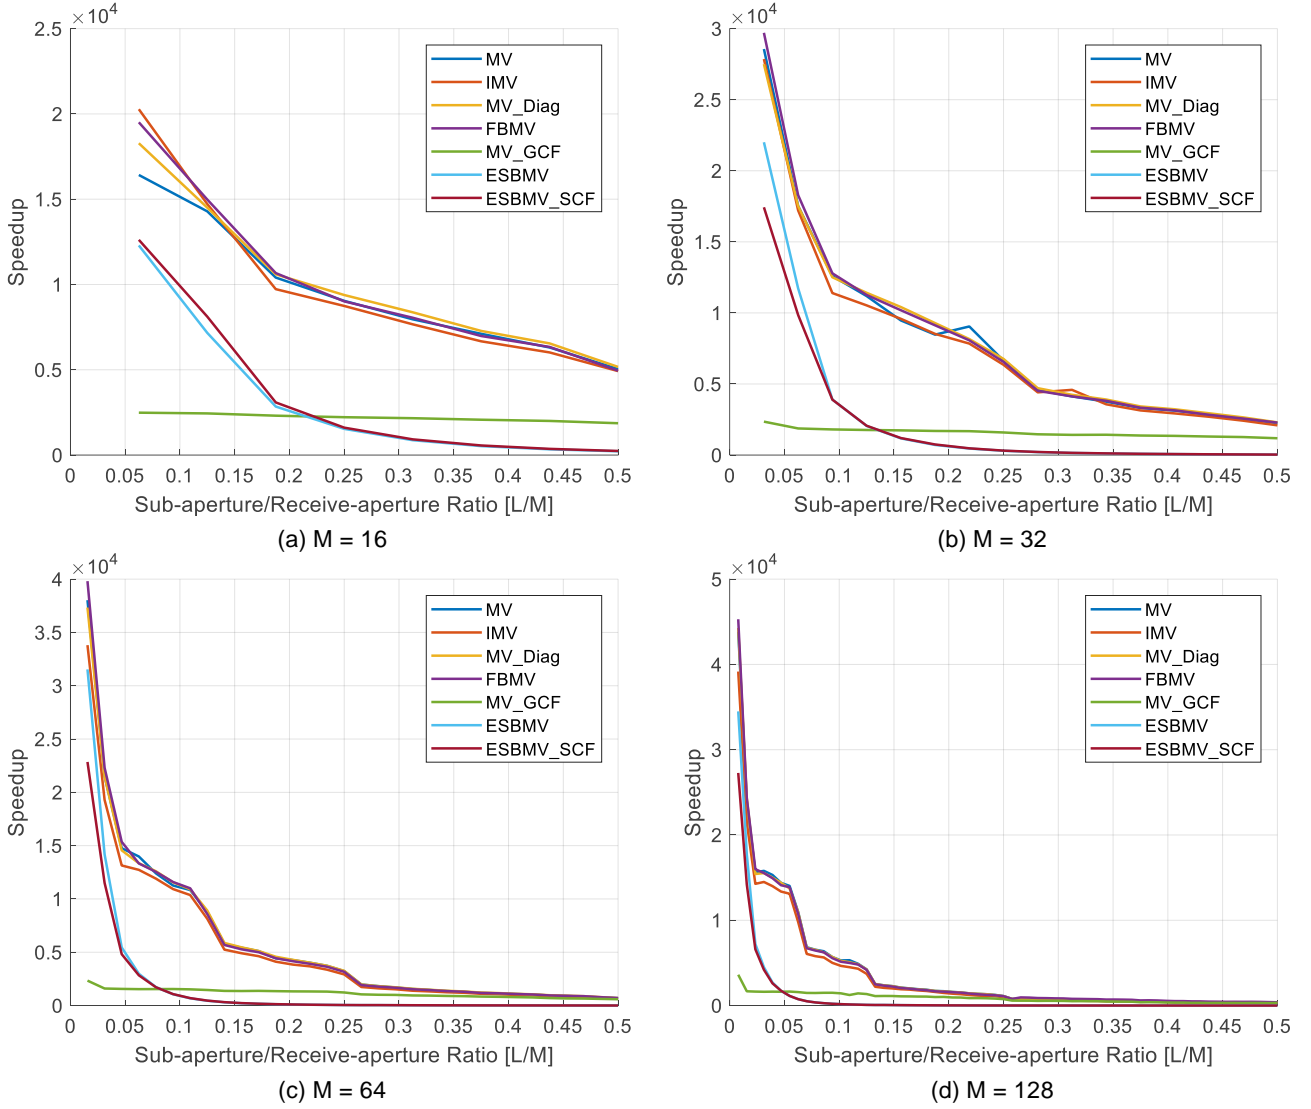 ×10⁴
2.5
2
1.5
1
0.5
0
Speedup
MV
IMV
MV_Diag
FBMV
MV_GCF
ESBMV
ESBMV_SCF
0 0.05 0.1 0.15 0.2 0.25 0.3 0.35 0.4 0.45 0.5
Sub-aperture/Receive-aperture Ratio [L/M]
(a) M = 16
×10⁴
3
2.5
2
1.5
1
0.5
0
Speedup
MV
IMV
MV_Diag
FBMV
MV_GCF
ESBMV
ESBMV_SCF
0 0.05 0.1 0.15 0.2 0.25 0.3 0.35 0.4 0.45 0.5
Sub-aperture/Receive-aperture Ratio [L/M]
(b) M = 32
×10⁴
4
3.5
3
2.5
2
1.5
1
0.5
0
Speedup
MV
IMV
MV_Diag
FBMV
MV_GCF
ESBMV
ESBMV_SCF
0 0.05 0.1 0.15 0.2 0.25 0.3 0.35 0.4 0.45 0.5
Sub-aperture/Receive-aperture Ratio [L/M]
(c) M = 64
×10⁴
5
4
3
2
1
0
Speedup
MV
IMV
MV_Diag
FBMV
MV_GCF
ESBMV
ESBMV_SCF
0 0.05 0.1 0.15 0.2 0.25 0.3 0.35 0.4 0.45 0.5
Sub-aperture/Receive-aperture Ratio [L/M]
(d) M = 128